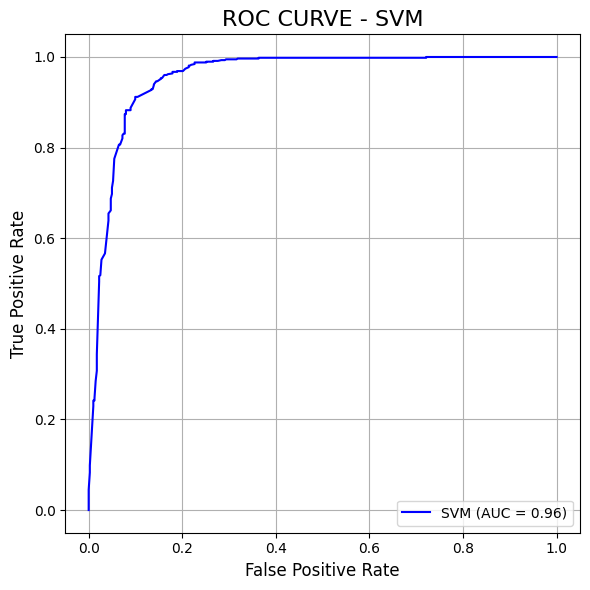 ROC CURVE - SVM
True Positive Rate
1.0
0.8
0.6
0.4
0.2
0.0
SVM (AUC = 0.96)
0.0 0.2 0.4 0.6 0.8 1.0
False Positive Rate